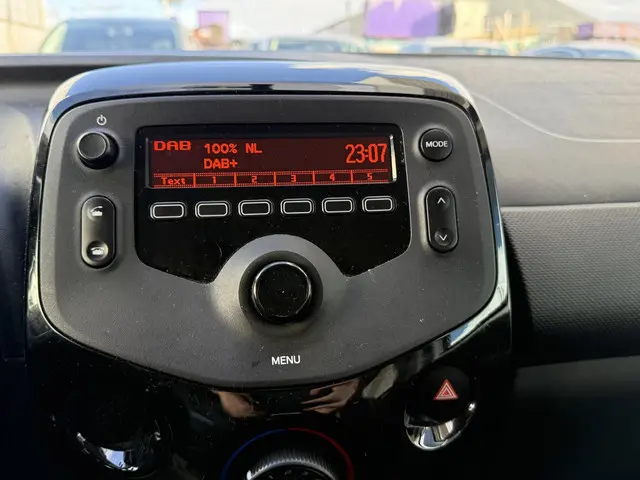 DAB 100% NL 23:07
DAB+
Text 1 2 3 4 5
MODE
MENU